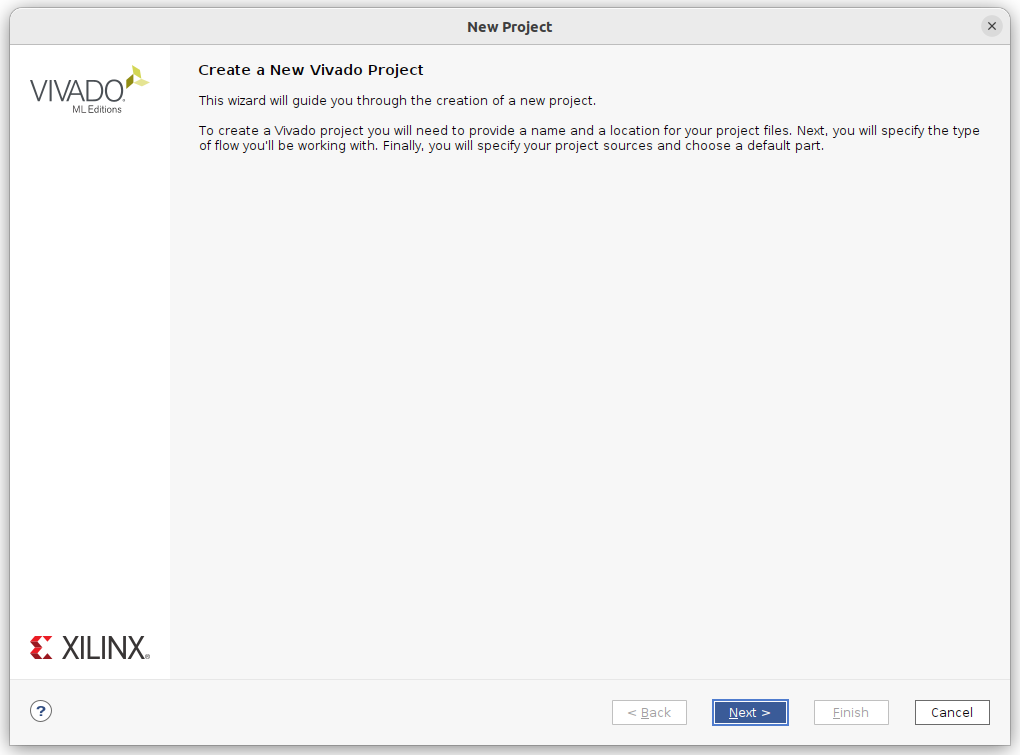 New Project
VIVADO
ML Editions
Create a New Vivado Project
This wizard will guide you through the creation of a new project.
To create a Vivado project you will need to provide a name and a location for your project files. Next, you will specify the type
of flow you'll be working with. Finally, you will specify your project sources and choose a default part.
XILINX®
?
< Back
Next >
Finish
Cancel